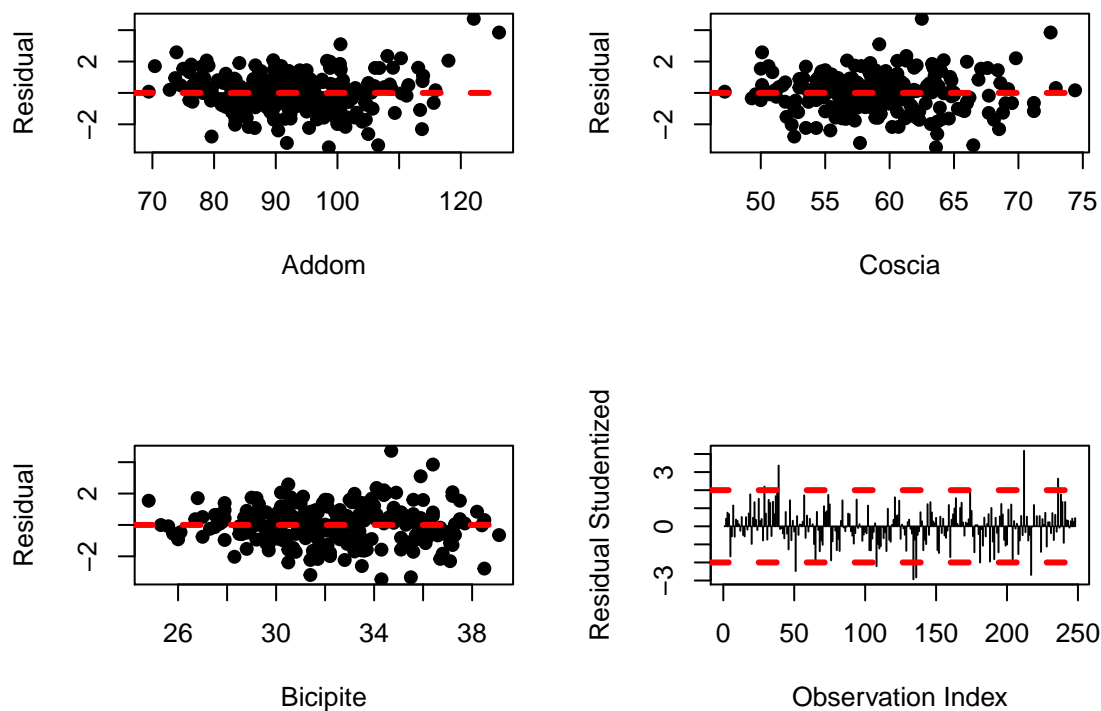 Residual
2
−2
70 80 90 100 120
Addom
Residual
2
−2
50 55 60 65 70 75
Coscia
Residual
2
−2
26 30 34 38
Bicipite
Residual Studentized
3
0
−3
0 50 100 150 200 250
Observation Index